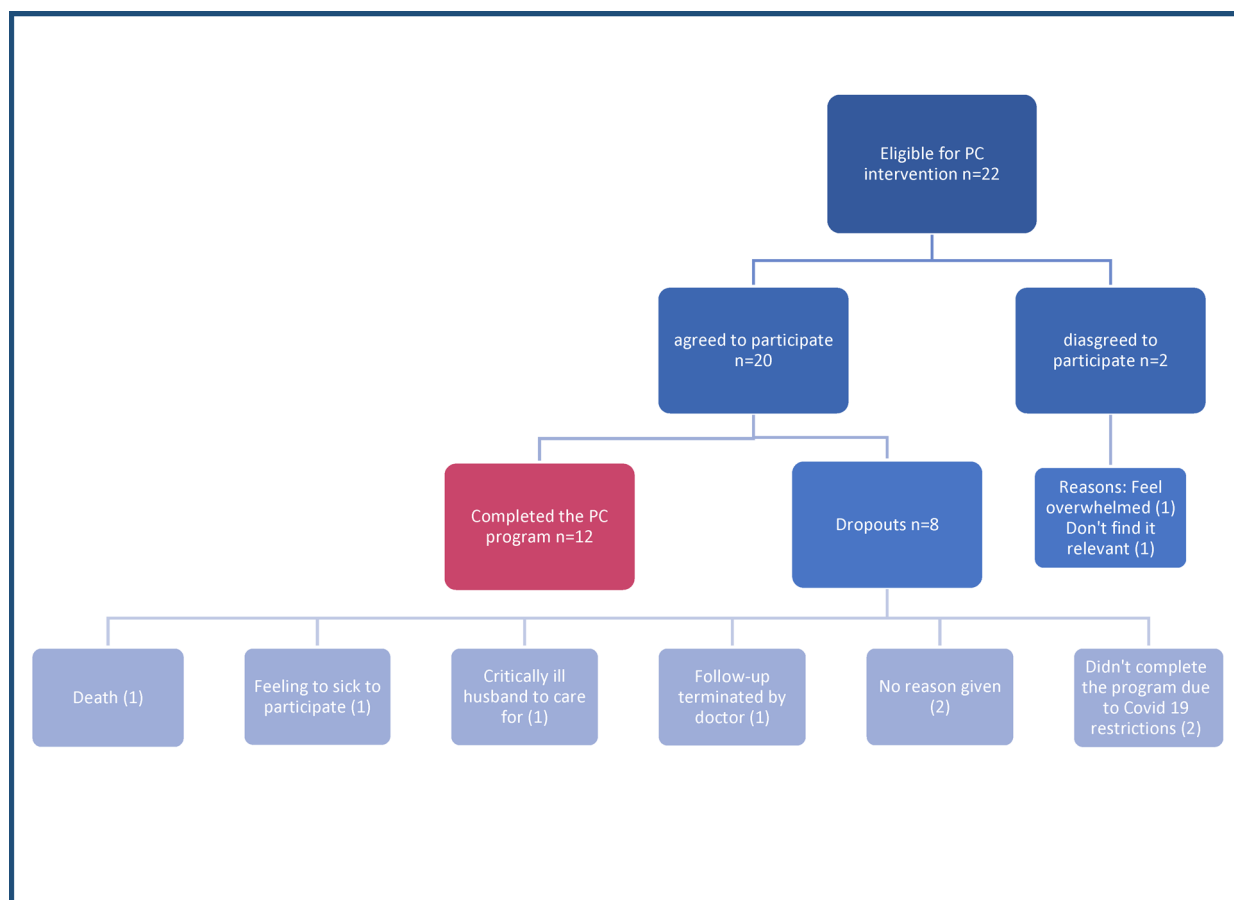 Eligible for PC
intervention n=22
agreed to participate
n=20
diasgreed to
participate n=2
Completed the PC
program n=12
Dropouts n=8
Reasons: Feel
overwhelmed (1)
Don't find it
relevant (1)
Death (1)
Feeling to sick to
participate (1)
Critically ill
husband to care
for (1)
Follow-up
terminated by
doctor (1)
No reason given
(2)
Didn't complete
the program due
to Covid 19
restrictions (2)